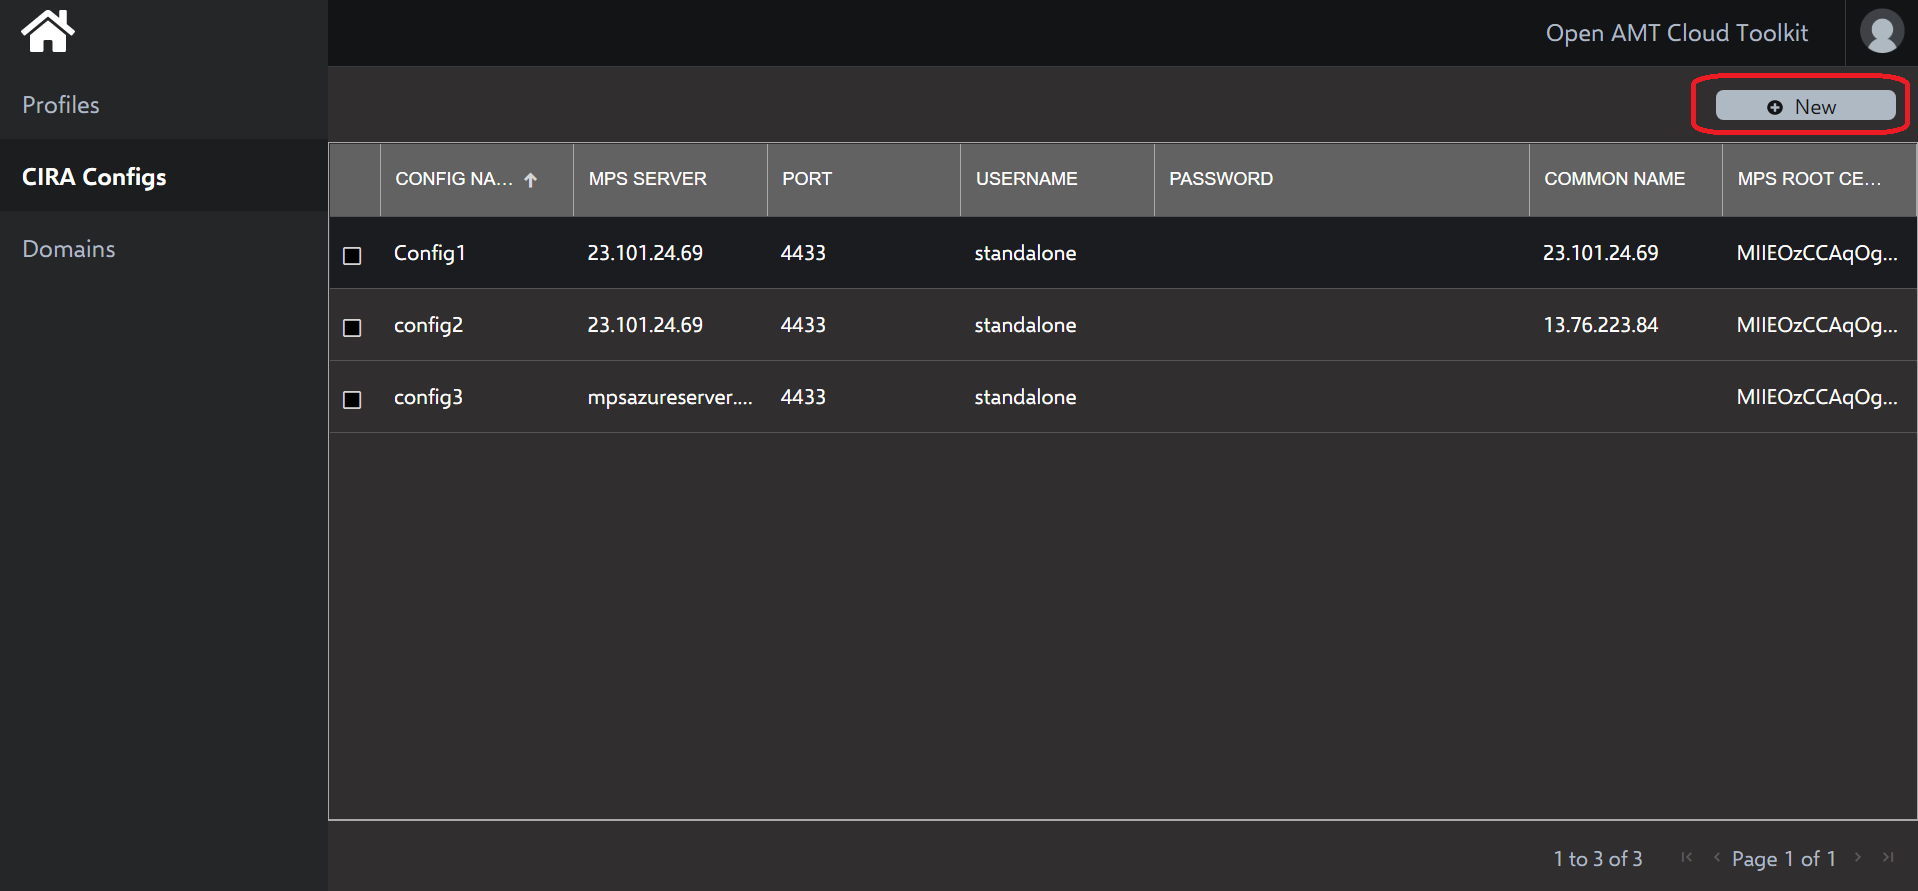 Open AMT Cloud Toolkit
Profiles
CIRA Configs
Domains
New
CONFIG NA... MPS SERVER PORT USERNAME PASSWORD COMMON NAME MPS ROOT CE...
Config1 23.101.24.69 4433 standalone 23.101.24.69 MIIEOzCCAqOg...
config2 23.101.24.69 4433 standalone 13.76.223.84 MIIEOzCCAqOg...
config3 mpsazureserver.... 4433 standalone MIIEOzCCAqOg...
1 to 3 of 3 Page 1 of 1